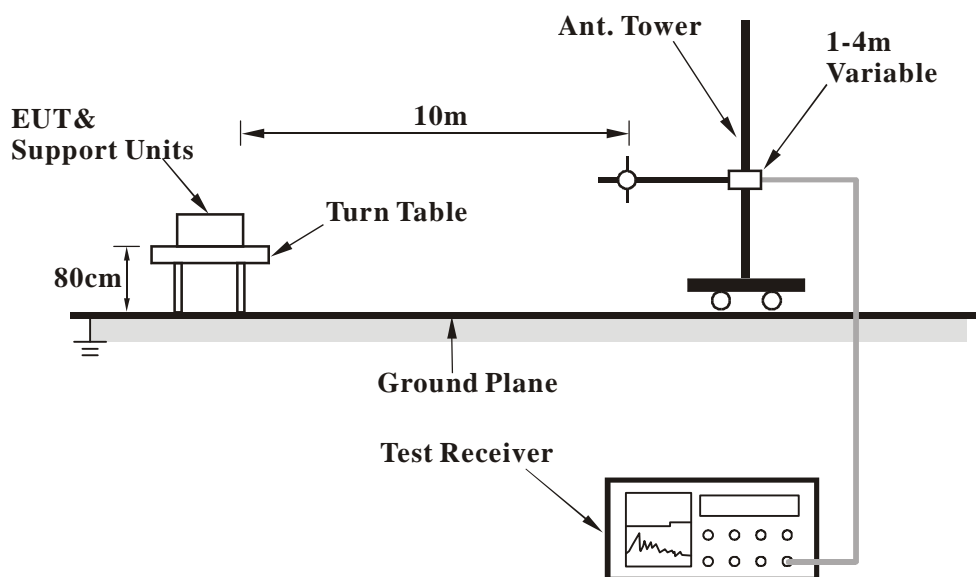 Ant. Tower
1-4m
Variable
10m
EUT &
Support Units
Turn Table
80cm
Ground Plane
Test Receiver